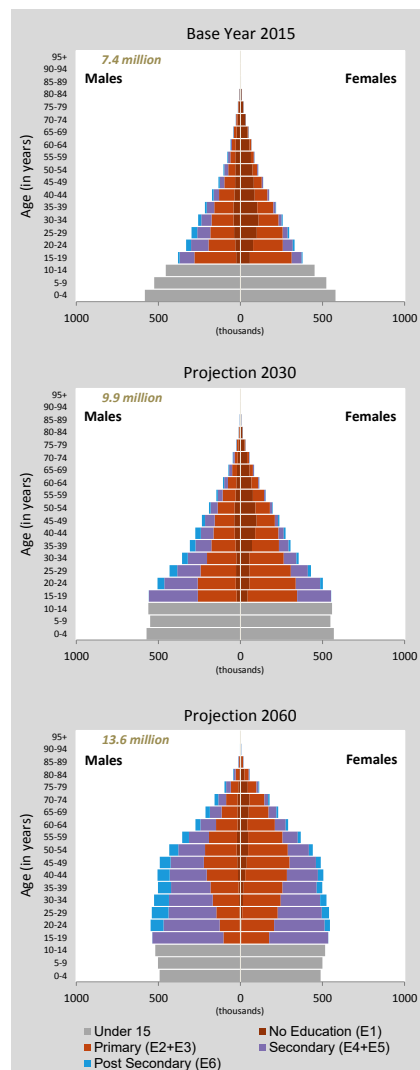 Base Year 2015
7.4 million
Males
Females
Age (in years)
95+
90-94
85-89
80-84
75-79
70-74
65-69
60-64
55-59
50-54
45-49
40-44
35-39
30-34
25-29
20-24
15-19
10-14
5-9
0-4
1000 500 0 500 1000
(thousands)
Projection 2030
9.9 million
Males
Females
Age (in years)
95+
90-94
85-89
80-84
75-79
70-74
65-69
60-64
55-59
50-54
45-49
40-44
35-39
30-34
25-29
20-24
15-19
10-14
5-9
0-4
1000 500 0 500 1000
(thousands)
Projection 2060
13.6 million
Males
Females
Age (in years)
95+
90-94
85-89
80-84
75-79
70-74
65-69
60-64
55-59
50-54
45-49
40-44
35-39
30-34
25-29
20-24
15-19
10-14
5-9
0-4
1000 500 0 500 1000
(thousands)
Under 15 No Education (E1)
Primary (E2+E3) Secondary (E4+E5)
Post Secondary (E6)